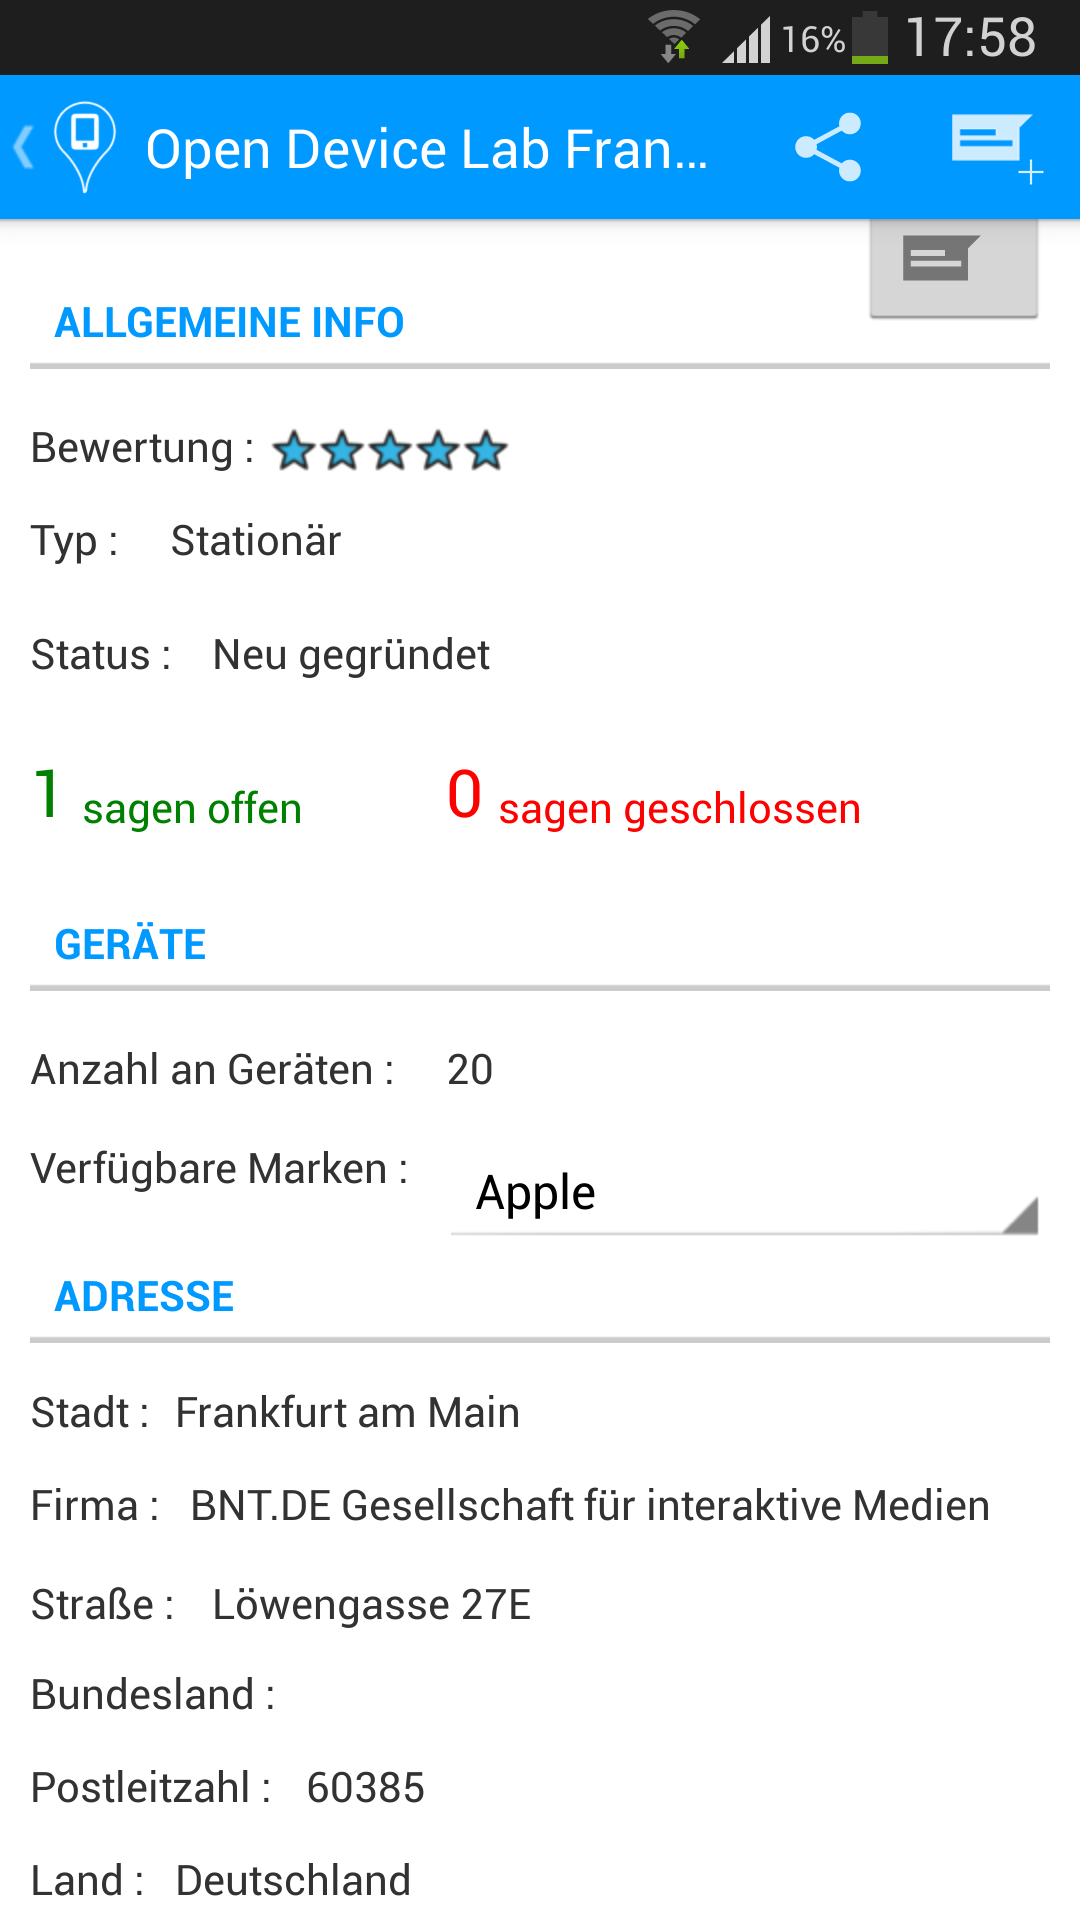 16% 17:58
Open Device Lab Fran...
ALLGEMEINE INFO
Bewertung :
Typ : Stationär
Status : Neu gegründet
1 sagen offen 0 sagen geschlossen
GERÄTE
Anzahl an Geräten : 20
Verfügbare Marken : Apple
ADRESSE
Stadt : Frankfurt am Main
Firma : BNT.DE Gesellschaft für interaktive Medien
Straße : Löwengasse 27E
Bundesland :
Postleitzahl : 60385
Land : Deutschland